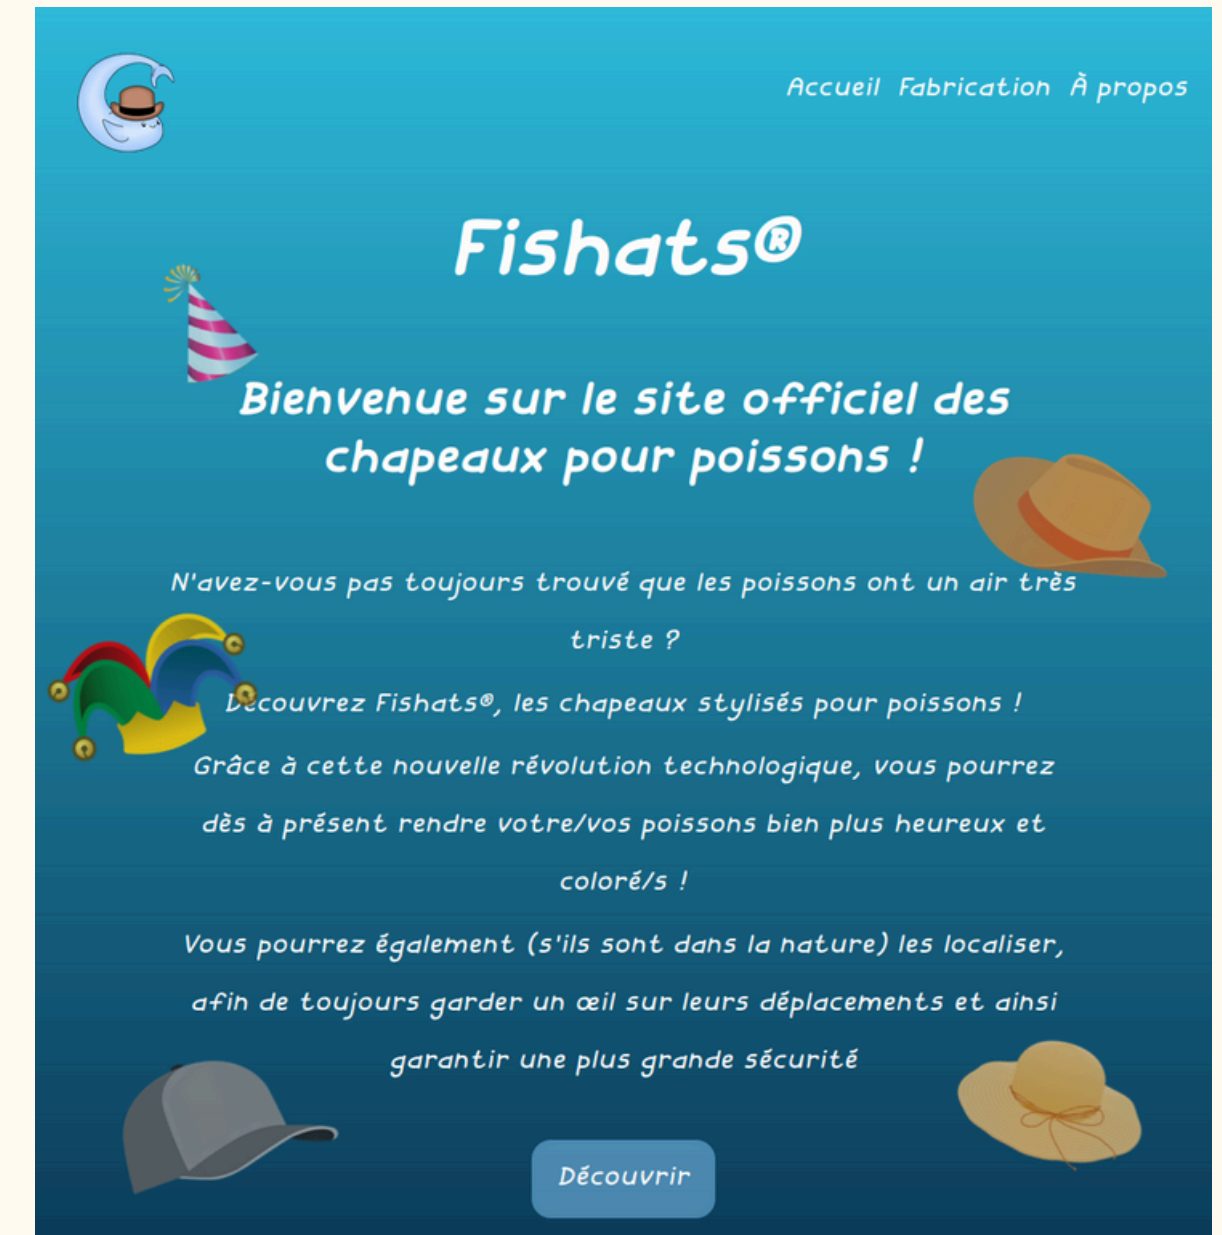 Accueil Fabrication À propos
Fishats®
Bienvenue sur le site officiel des
chapeaux pour poissons !
N'avez-vous pas toujours trouvé que les poissons ont un air très
triste ?
Découvrez Fishats®, les chapeaux stylisés pour poissons !
Grâce à cette nouvelle révolution technologique, vous pourrez
dès à présent rendre votre/vos poissons bien plus heureux et
coloré/s !
Vous pourrez également (s'ils sont dans la nature) les localiser,
afin de toujours garder un œil sur leurs déplacements et ainsi
garantir une plus grande sécurité
Découvrir